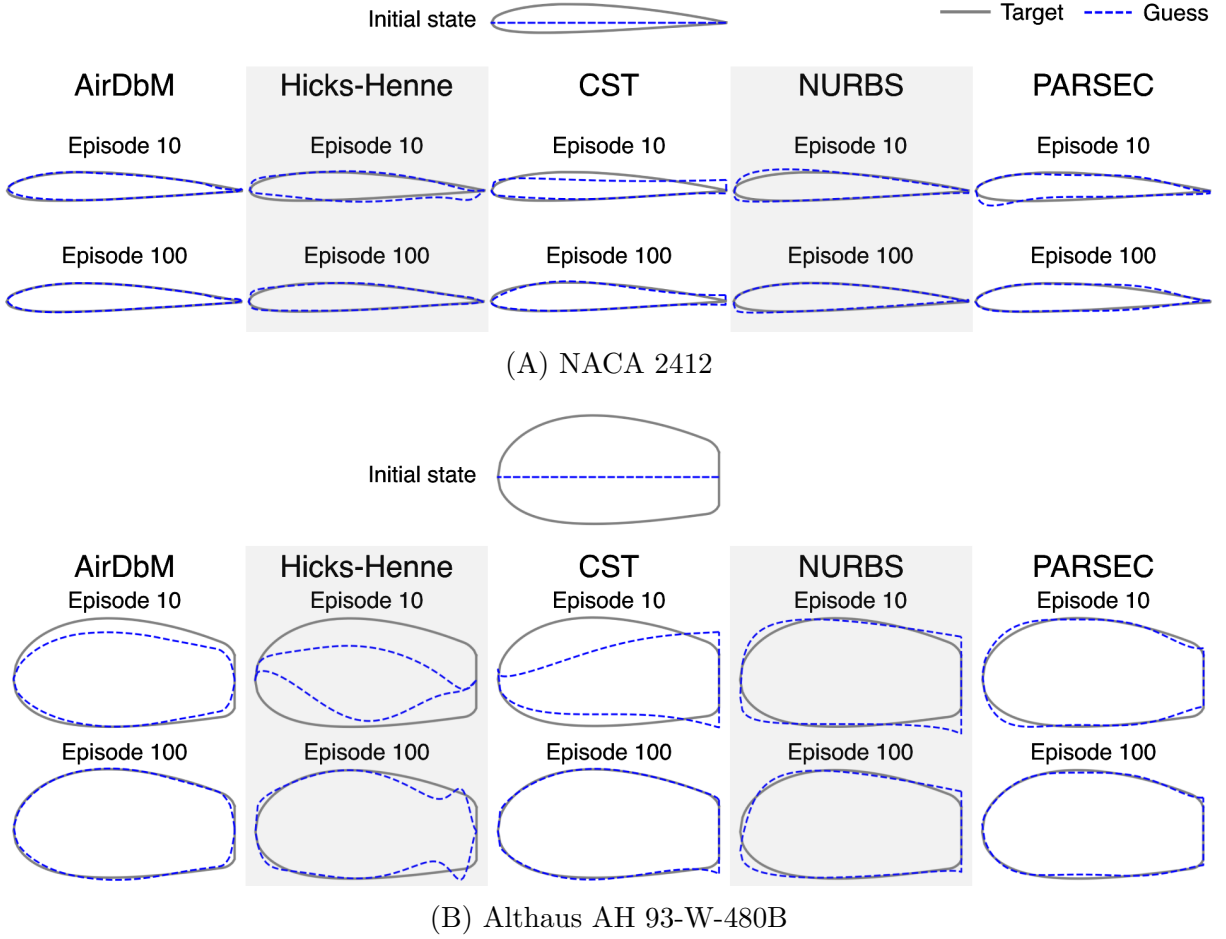 Initial state
Target Guess
AirDbM Hicks-Henne CST NURBS PARSEC
Episode 10 Episode 10 Episode 10 Episode 10 Episode 10
Episode 100 Episode 100 Episode 100 Episode 100 Episode 100
(A) NACA 2412
Initial state
AirDbM Hicks-Henne CST NURBS PARSEC
Episode 10 Episode 10 Episode 10 Episode 10 Episode 10
Episode 100 Episode 100 Episode 100 Episode 100 Episode 100
(B) Althaus AH 93-W-480B